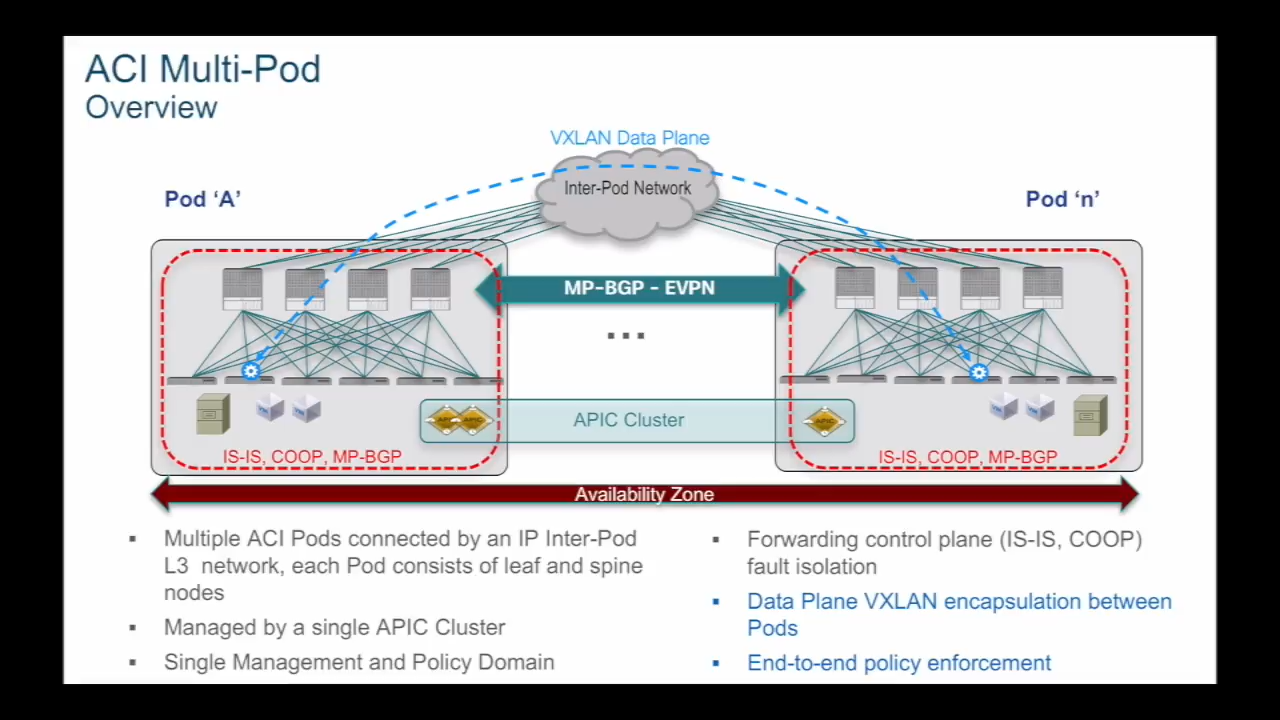 ACI Multi-Pod
Overview
VXLAN Data Plane
Inter-Pod Network
Pod ‘A’
Pod ‘n’
MP-BGP - EVPN
...
APIC Cluster
APIC
APIC
IS-IS, COOP, MP-BGP
IS-IS, COOP, MP-BGP
Availability Zone
▪ Multiple ACI Pods connected by an IP Inter-Pod
L3 network, each Pod consists of leaf and spine
nodes
▪ Managed by a single APIC Cluster
▪ Single Management and Policy Domain
▪ Forwarding control plane (IS-IS, COOP)
fault isolation
▪ Data Plane VXLAN encapsulation between
Pods
▪ End-to-end policy enforcement